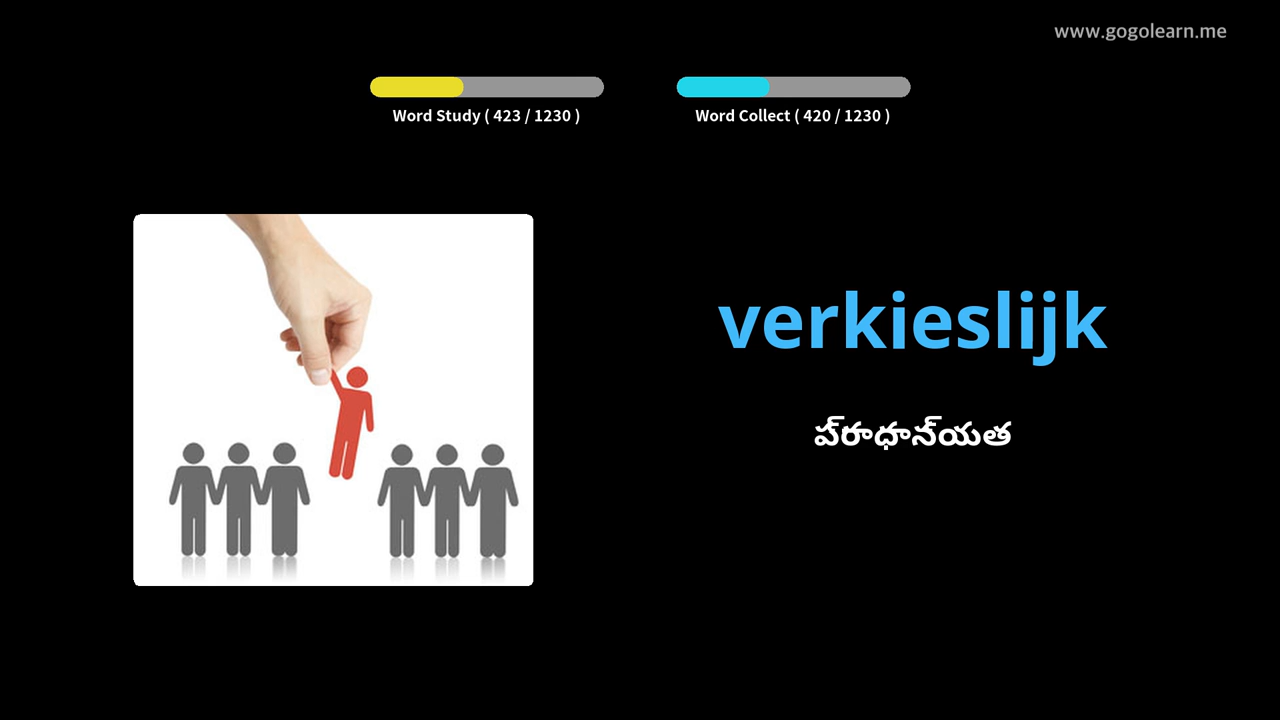 www.gogolearn.me
Word Study ( 423 / 1230 )
Word Collect ( 420 / 1230 )
verkieslijk
ప్రాధాన్యత